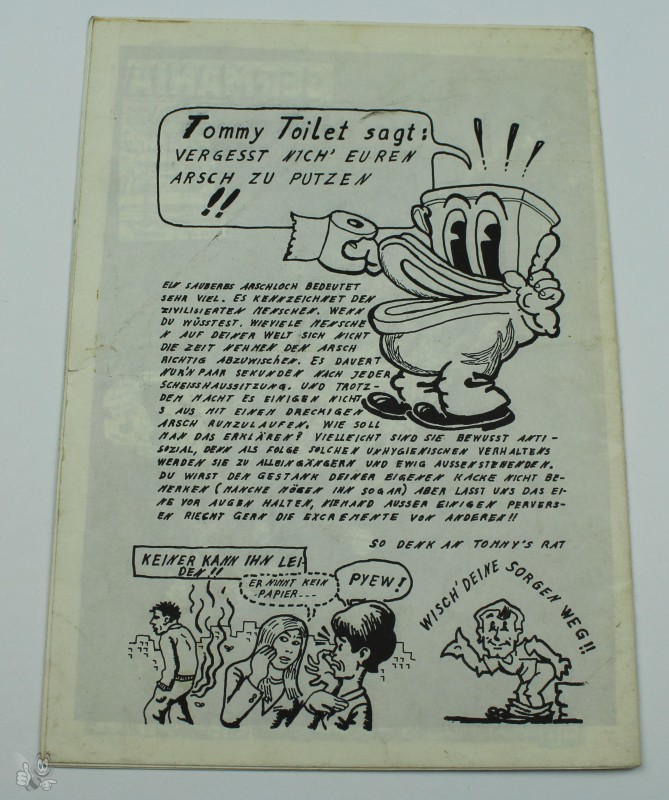 Tommy Toilet sagt:
VERGESST NICH' EUREN
ARSCH ZU PUTZEN
!!
EIN SAUBERES ARSCHLOCH BEDEUTET
SEHR VIEL. ES KENNZEICHNET DEN
ZIVILISIERTEN MENSCHEN. WENN
DU WÜSSTEST. WIEVIELE MENSCHE
N AUF DEINER WELT SICH NICHT
DIE ZEIT NEHMEN DEN ARSCH
RICHTIG ABZUWISCHEN. ES DAUERT
NUR'N PAAR SEKUNDEN NACH JEDER
SCHEISSHAUSSITZUNG. UND TROTZ-
DEM MACHT ES EINIGEN NICHT
S AUS MIT EINEM DRECKIGEN
ARSCH RUMZULAUFEN. WIE SOLL
MAN DAS ERKLÄREN? VIELLEICHT SIND SIE BEWUSST ANTI-
SOZIAL, DENN ALS FOLGE SOLCHEN UNHYGIENISCHEN VERHALTENS
WERDEN SIE ZU ALLEINGÄNGERN UND EWIG AUSSENSTEHENDEN.
DU WIRST DEN GESTANK DEINER EIGENEN KACKE NICHT BE-
MERKEN (MANCHE MÖGEN IHN SOGAR) ABER LASST UNS DAS EI-
NE VOR AUGEN HALTEN, NIEMAND AUSSER EINIGEN PERVERS-
EN RIECHT GERN DIE EXCREMENTE VON ANDEREN!!
SO DENK AN TOMMY'S RAT
KEINER KANN IHN LEI-
DEN!!
ER NIMMT KEIN
PAPIER---
PYEW!
WISCH' DEINE SORGEN WEG!!
GERMANIA